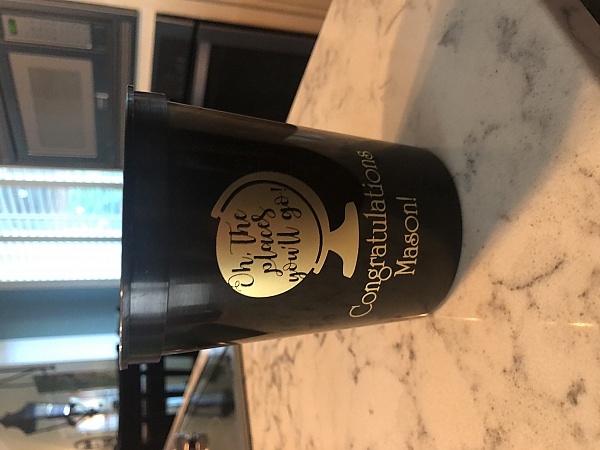 Oh, the
places
you'll go!
Congratulations
Mason!